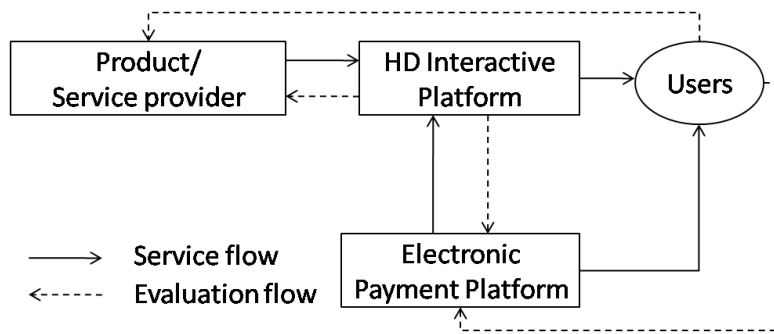 Product/
Service provider
HD Interactive
Platform
Users
Electronic
Payment Platform
Service flow
Evaluation flow